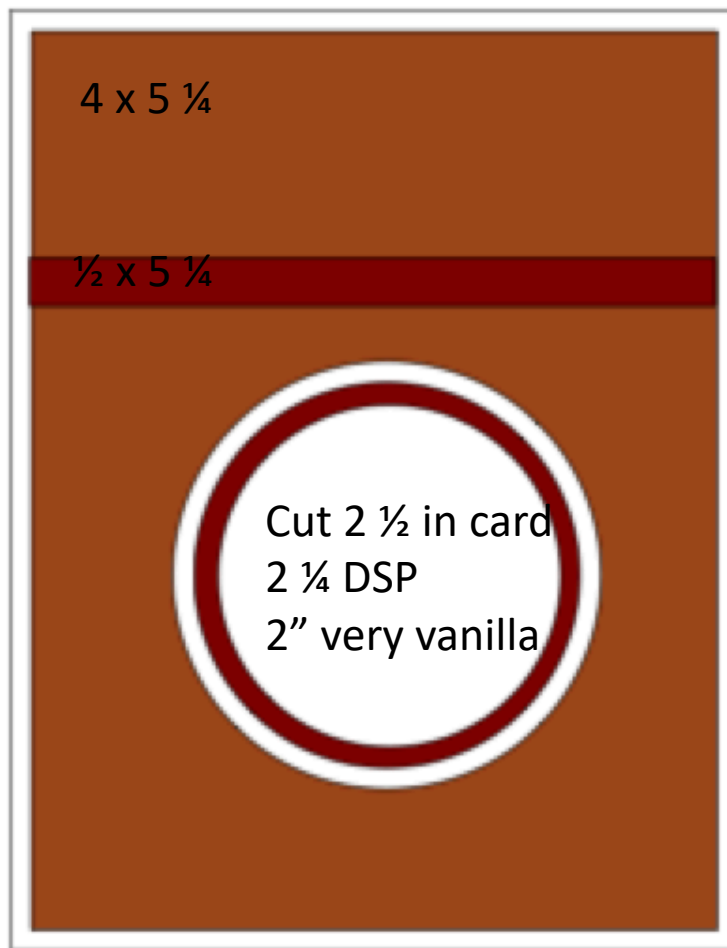 4 x 5 ¼
½ x 5 ¼
Cut 2 ½ in card
2 ¼ DSP
2” very vanilla